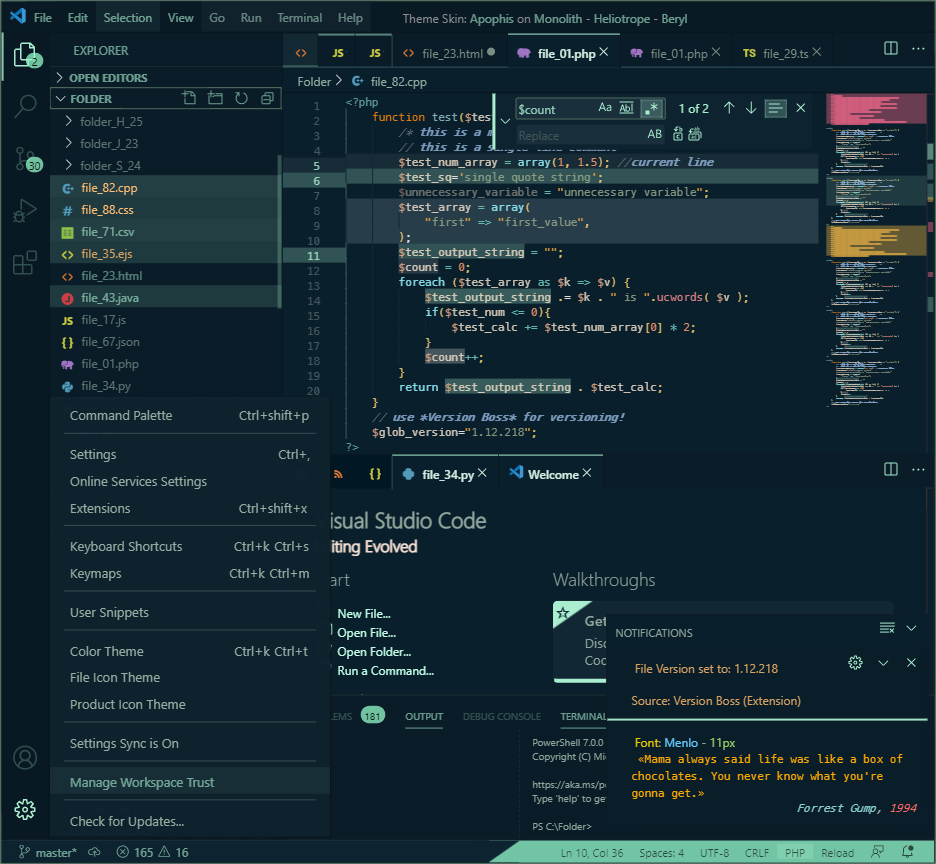 File Edit Selection View Go Run Terminal Help Theme Skin: Apophis on Monolith - Heliotrope - Beryl
2
30
EXPLORER
OPEN EDITORS
FOLDER
folder_H_25
folder_J_23
folder_S_24
file_82.cpp
# file_88.css
file_71.csv
<> file_35.ejs
<> file_23.html
file_43.java
JS file_17.js
{} file_67.json
file_01.php
file_34.py
<> JS JS <> file_23.html file_01.php file_01.php TS file_29.ts
Folder > file_82.cpp
$count Aa Abl .* 1 of 2
Replace AB
1 <?php
2 function test($tes
3 /* this is a m
4 // this is a single line comment
5 $test_num_array = array(1, 1.5); //current line
6 $test_sq='single quote string';
7 $unnecessary_variable = "unnecessary variable";
8 $test_array = array(
9 "first" => "first_value",
10 );
11 $test_output_string = "";
12 $count = 0;
13 foreach ($test_array as $k => $v) {
14 $test_output_string .= $k . " is ".ucwords( $v );
15 if($test_num <= 0){
16 $test_calc += $test_num_array[0] * 2;
17 }
18 $count++;
19 }
20 return $test_output_string . $test_calc;
}
// use *Version Boss* for versioning!
$glob_version="1.12.218";
?>
Command Palette Ctrl+shift+p
Settings Ctrl+,
Online Services Settings
Extensions Ctrl+shift+x
Keyboard Shortcuts Ctrl+k Ctrl+s
Keymaps Ctrl+k Ctrl+m
User Snippets
Color Theme Ctrl+k Ctrl+t
File Icon Theme
Product Icon Theme
Settings Sync is On
Manage Workspace Trust
Check for Updates...
{} file_34.py Welcome
isual Studio Code
iting Evolved
art
New File...
Open File...
Open Folder...
Run a Command...
Walkthroughs
Get
Disc
Coc
LEMS 181 OUTPUT DEBUG CONSOLE TERMINAL
PowerShell 7.0.0
Copyright (C) Mi
https://aka.ms/po
Type 'help' to ge
PS C:\Folder>
NOTIFICATIONS
File Version set to: 1.12.218
Source: Version Boss (Extension)
Font: Menlo - 11px
«Mama always said life was like a box of
chocolates. You never know what you're
gonna get.»
Forrest Gump, 1994
master* 165 16 Ln 10, Col 36 Spaces: 4 UTF-8 CRLF PHP Reload